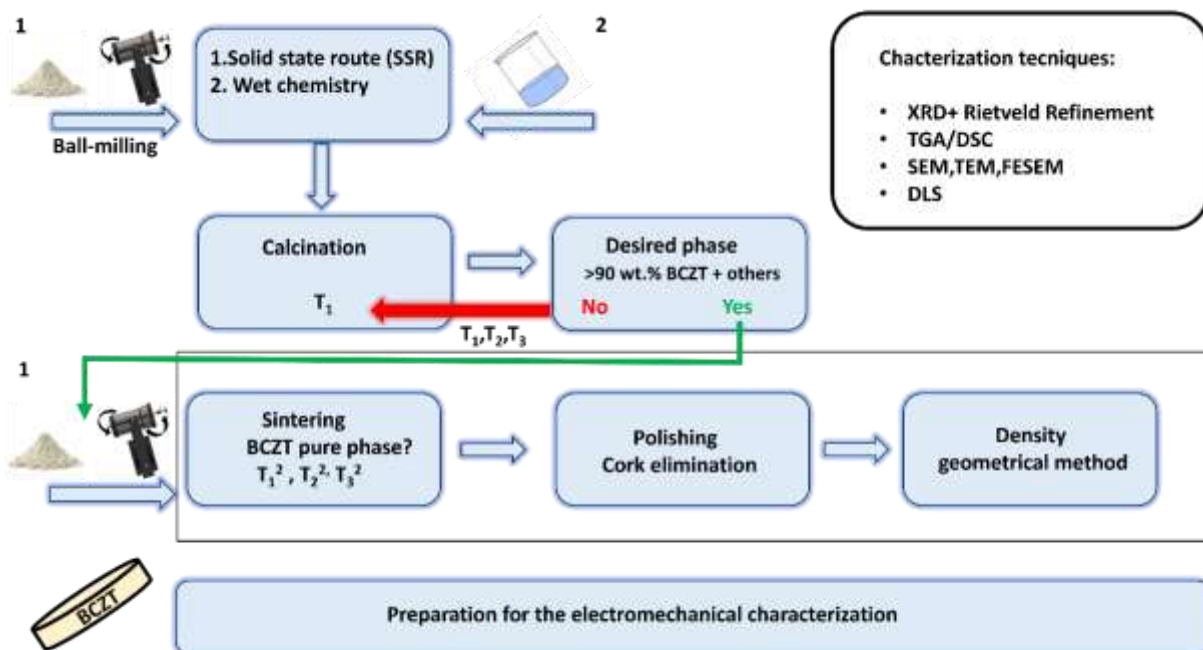 1
2
1.Solid state route (SSR)
2. Wet chemistry
Ball-milling
Chacterization tecniques:
• XRD+ Rietveld Refinement
• TGA/DSC
• SEM,TEM,FESEM
• DLS
Calcination
T₁
Desired phase
>90 wt.% BCZT + others
No
Yes
T₁,T₂,T₃
1
Sintering
BCZT pure phase?
T₁² , T₂², T₃²
Polishing
Cork elimination
Density
geometrical method
BCZT
Preparation for the electromechanical characterization